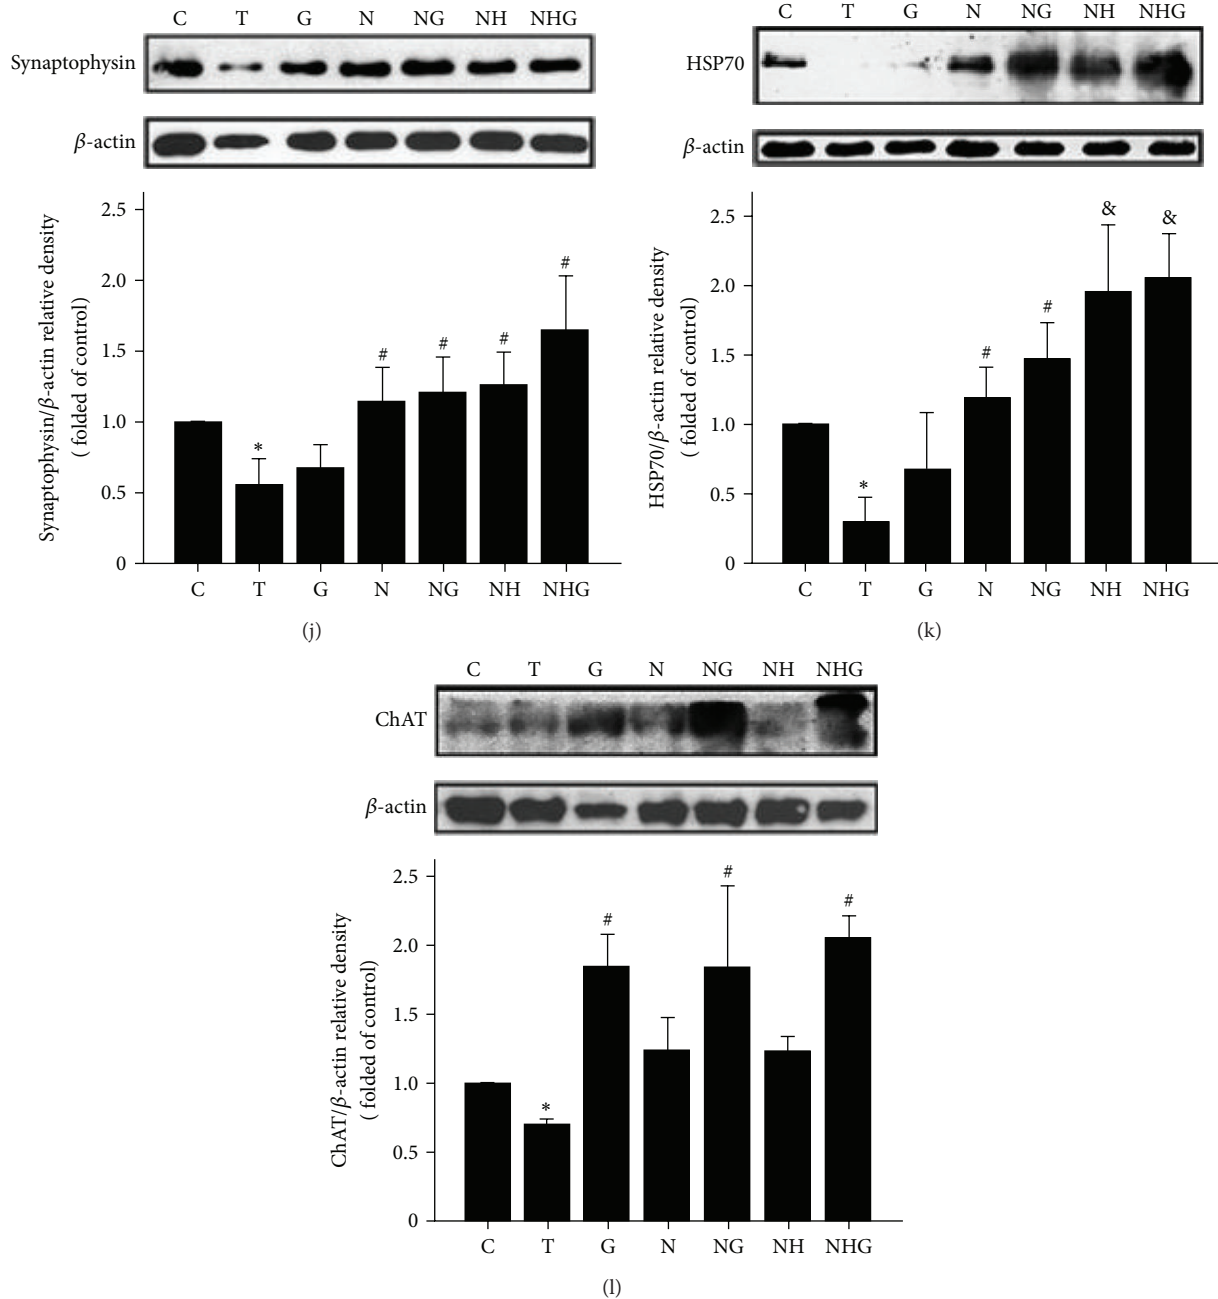 C T G N NG NH NHG
Synaptophysin
β-actin
Synaptophysin/β-actin relative density
( folded of control)
2.5
2.0
1.5
1.0
0.5
0
* # # # #
C T G N NG NH NHG
(j)
C T G N NG NH NHG
HSP70
β-actin
HSP70/β-actin relative density
( folded of control)
2.5
2.0
1.5
1.0
0.5
0
* # # & &
C T G N NG NH NHG
(k)
C T G N NG NH NHG
ChAT
β-actin
ChAT/β-actin relative density
( folded of control)
2.5
2.0
1.5
1.0
0.5
0
* # # #
C T G N NG NH NHG
(l)